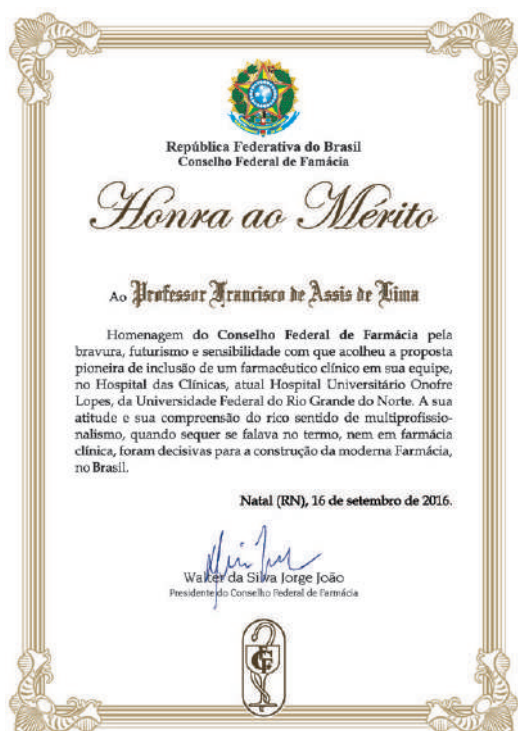 República Federativa do Brasil
Conselho Federal de Famácia
Honra ao Mérito
Ao Professor Francisco de Assis de Lima
Homenagem do Conselho Federal de Farmácia pela
bravura, futurismo e sensibilidade com que acolheu a proposta
pioneira de inclusão de um farmacêutico clínico em sua equipe,
no Hospital das Clínicas, atual Hospital Universitário Onofre
Lopes, da Universidade Federal do Rio Grande do Norte. A sua
atitude e sua compreensão do rico sentido de multiprofissio-
nalismo, quando sequer se falava no termo, nem em farmácia
clínica, foram decisivas para a construção da moderna Farmácia,
no Brasil.
Natal (RN), 16 de setembro de 2016.
Walter da Silva Jorge João
Presidente do Conselho Federal de Farmácia